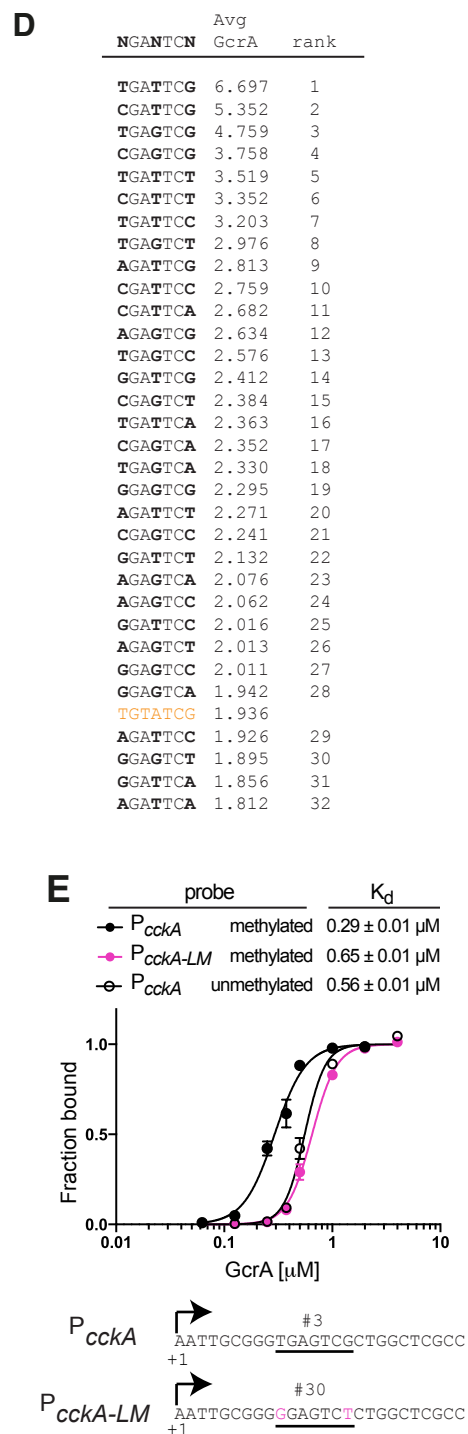 D
Avg
NGANTCN GcrA rank
TGATTCG 6.697 1
CGATTCG 5.352 2
TGAGTCG 4.759 3
CGAGTCG 3.758 4
TGATTCT 3.519 5
CGATTCT 3.352 6
TGATTCC 3.203 7
TGAGTCT 2.976 8
AGATTCG 2.813 9
CGATTCC 2.759 10
CGATTCA 2.682 11
AGAGTCG 2.634 12
TGAGTCC 2.576 13
GGATTCG 2.412 14
CGAGTCT 2.384 15
TGATTCA 2.363 16
CGAGTCA 2.352 17
TGAGTCA 2.330 18
GGAGTCG 2.295 19
AGATTCT 2.271 20
CGAGTCC 2.241 21
GGATTCT 2.132 22
AGAGTCA 2.076 23
AGAGTCC 2.062 24
GGATTCC 2.016 25
AGAGTCT 2.013 26
GGAGTCC 2.011 27
GGAGTCA 1.942 28
TGTATCG 1.936
AGATTCC 1.926 29
GGAGTCT 1.895 30
GGATTCA 1.856 31
AGATTCA 1.812 32
E
probe Kd
PcckA methylated 0.29 ± 0.01 µM
PcckA-LM methylated 0.65 ± 0.01 µM
PcckA unmethylated 0.56 ± 0.01 µM
1.0
0.5
0.0
Fraction bound
0.01 0.1 1 10
GcrA [µM]
#3
PcckA AATTGCGGGTGAGTCGCTGGCTCGCC
+1
#30
PcckA-LM AATTGCGGGGGAGTCTCTGGCTCGCC
+1